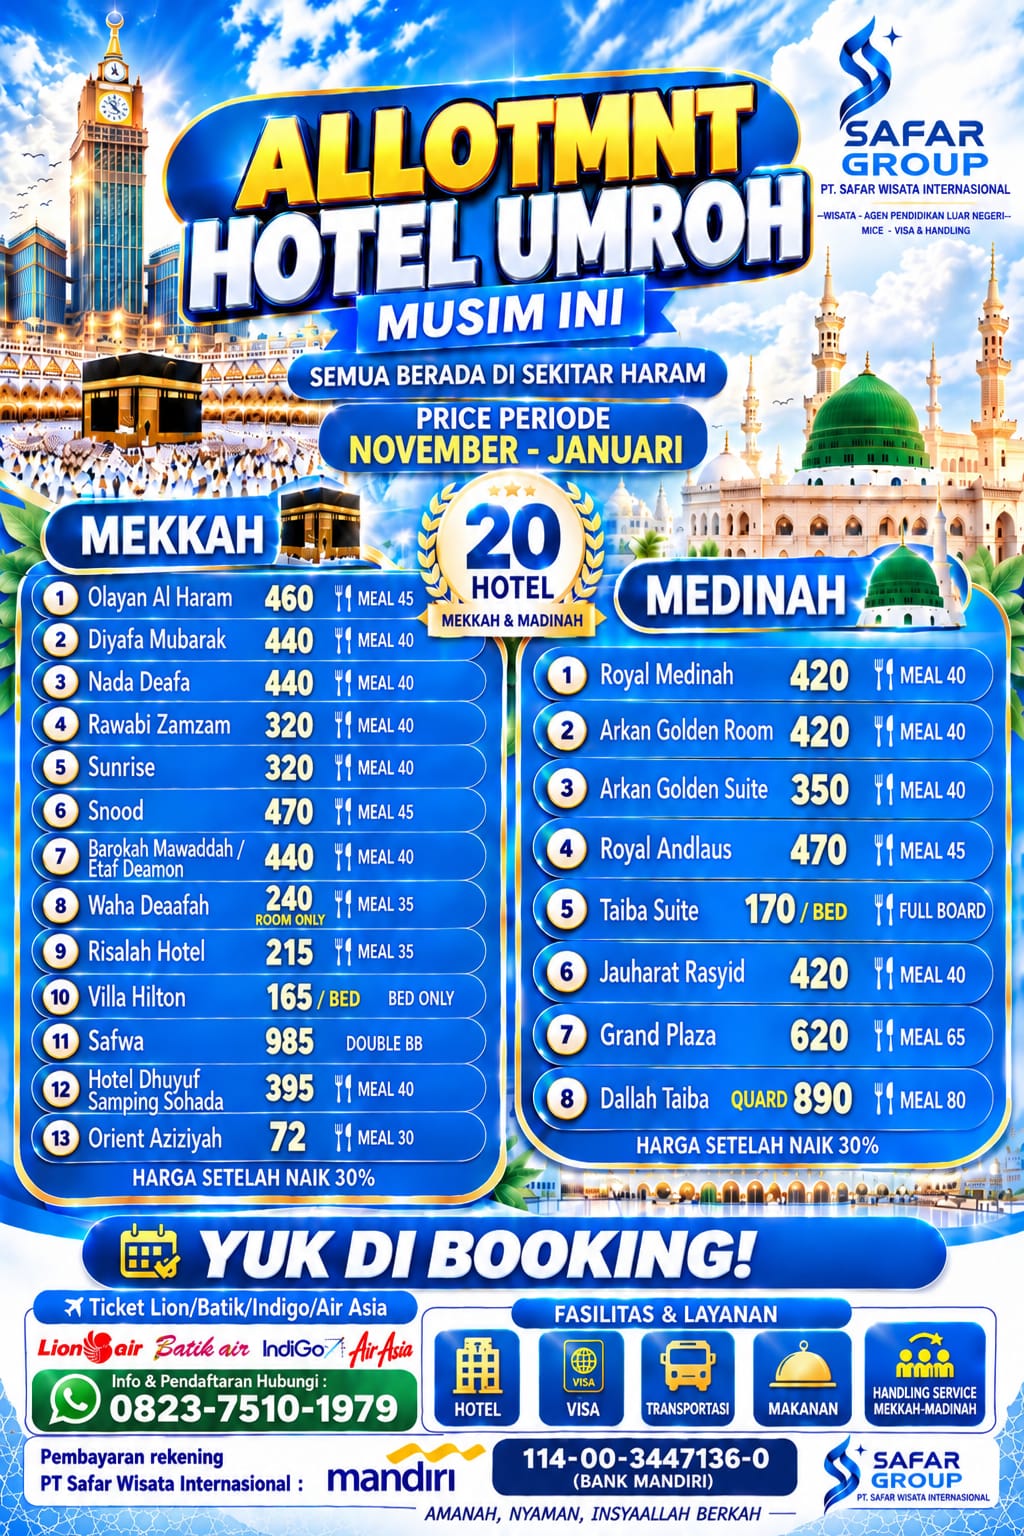 ALLOTMNT
HOTEL UMROH
MUSIM INI
SEMUA BERADA DI SEKITAR HARAM
PRICE PERIODE
NOVEMBER - JANUARI
SAFAR
GROUP
PT. SAFAR WISATA INTERNASIONAL
--WISATA - AGEN PENDIDIKAN LUAR NEGERI--
MICE - VISA & HANDLING
20
HOTEL
MEKKAH & MADINAH
MEKKAH
1 Olayan Al Haram 460 MEAL 45
2 Diyafa Mubarak 440 MEAL 40
3 Nada Deafa 440 MEAL 40
4 Rawabi Zamzam 320 MEAL 40
5 Sunrise 320 MEAL 40
6 Snood 470 MEAL 45
7 Barokah Mawaddah /
Etaf Deamon 440 MEAL 40
8 Waha Deaafah 240 MEAL 35
ROOM ONLY
9 Risalah Hotel 215 MEAL 35
10 Villa Hilton 165 / BED BED ONLY
11 Safwa 985 DOUBLE BB
12 Hotel Dhuyuf
Samping Sohada 395 MEAL 40
13 Orient Aziziyah 72 MEAL 30
HARGA SETELAH NAIK 30%
MEDINAH
1 Royal Medinah 420 MEAL 40
2 Arkan Golden Room 420 MEAL 40
3 Arkan Golden Suite 350 MEAL 40
4 Royal Andlaus 470 MEAL 45
5 Taiba Suite 170 / BED FULL BOARD
6 Jauharat Rasyid 420 MEAL 40
7 Grand Plaza 620 MEAL 65
8 Dallah Taiba QUARD 890 MEAL 80
HARGA SETELAH NAIK 30%
YUK DI BOOKING!
Ticket Lion/Batik/Indigo/Air Asia
Lion air Batik air IndiGo AirAsia
Info & Pendaftaran Hubungi :
0823-7510-1979
FASILITAS & LAYANAN
HOTEL
VISA
VISA
TRANSPORTASI
MAKANAN
HANDLING SERVICE
MEKKAH-MADINAH
Pembayaran rekening
PT Safar Wisata Internasional :
mandırı
114-00-3447136-0
(BANK MANDIRI)
SAFAR
GROUP
PT. SAFAR WISATA INTERNASIONAL
AMANAH, NYAMAN, INSYAALLAH BERKAH